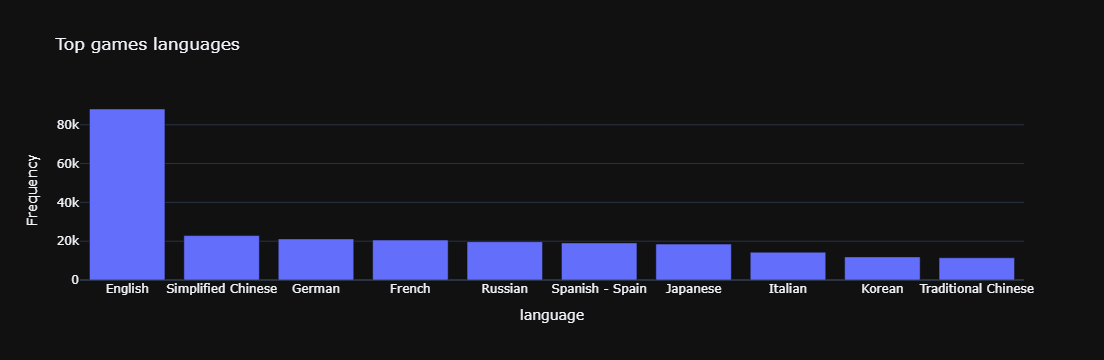 Top games languages
80k
60k
40k
20k
0
Frequency
English Simplified Chinese German French Russian Spanish - Spain Japanese Italian Korean Traditional Chinese
language